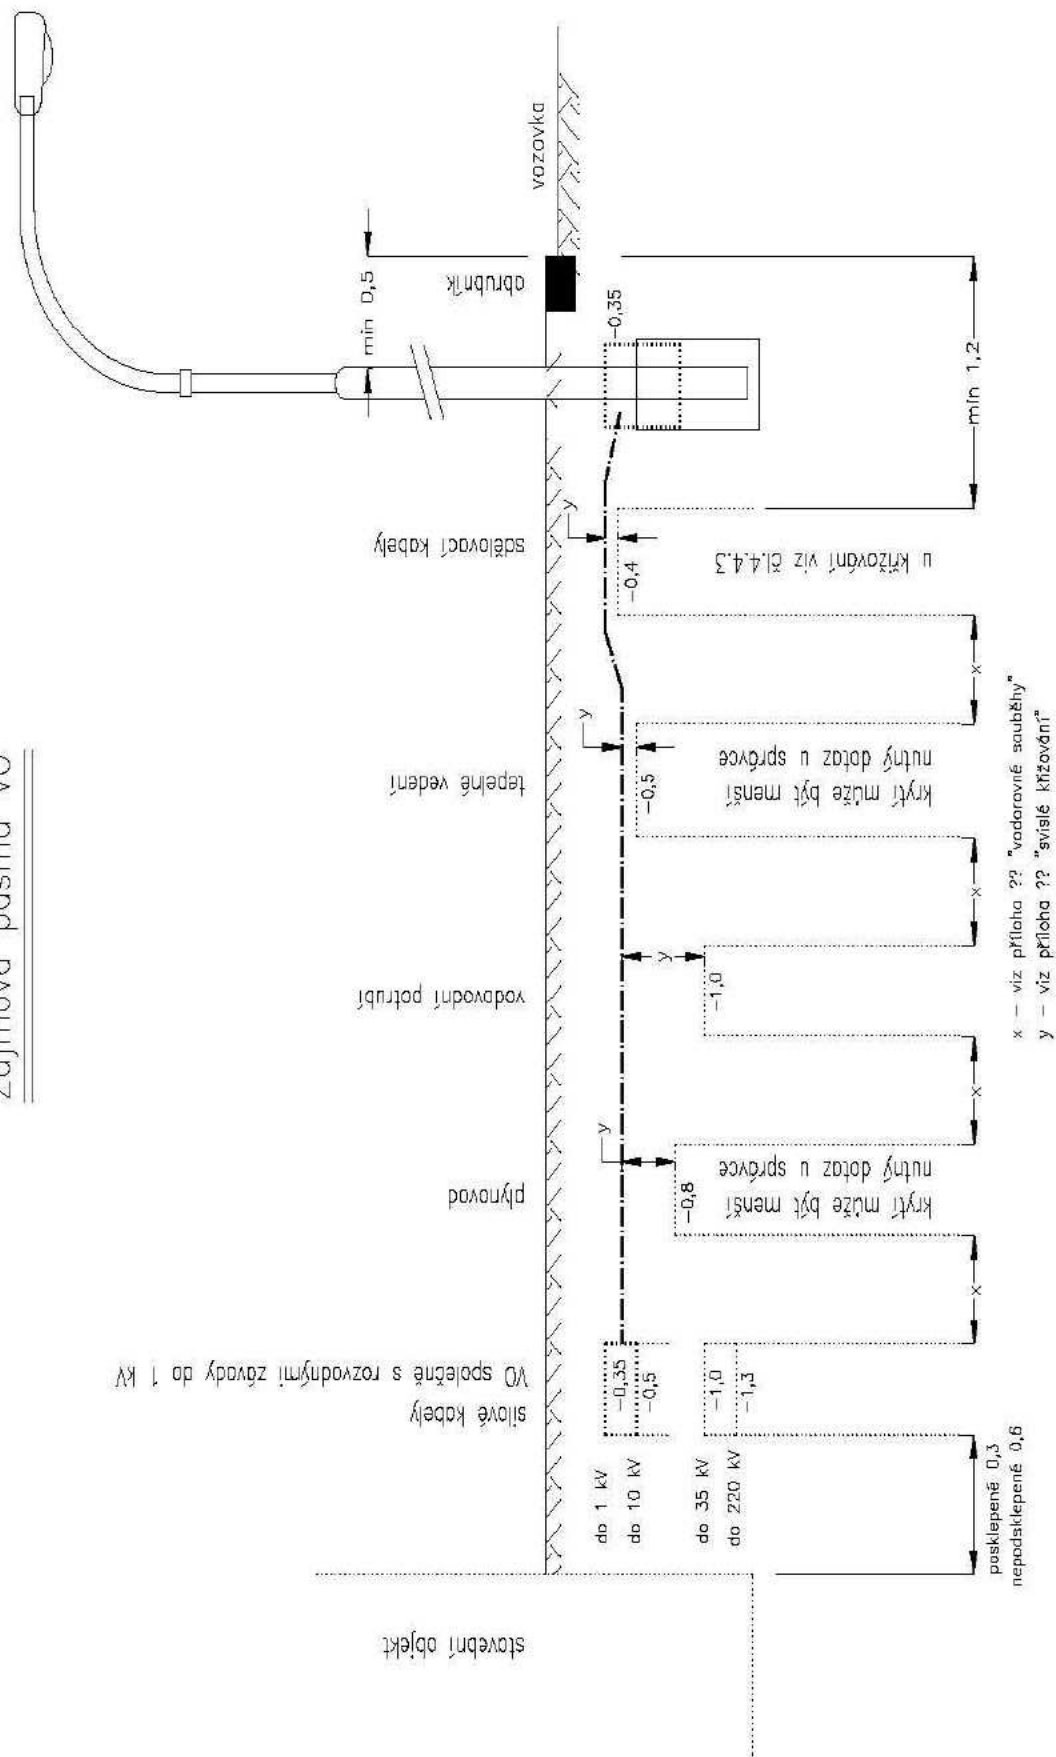 Zájmová pásma VO
min 0,5
stavební objekt
silové kabely
VO společně s rozvodnými závady do 1 kV
plynovod
vodovodní potrubí
tepelné vedení
sdělovací kabely
obrubník
vozovka
do 1 kV
do 10 kV
do 35 kV
do 220 kV
-0,35
-0,5
-1,0
-1,3
y
-0,8
krytí může být menší
nutný dotaz u správce
y
-1,0
y
-0,5
krytí může být menší
nutný dotaz u správce
y
-0,4
u křižování viz čl.4.4.3
-0,35
posklepené 0,3
nepodsklepené 0,6
x
x
x
x
min 1,2
x - viz příloha ?? "vodorovné souběhy"
y - viz příloha ?? "svislé křižování"